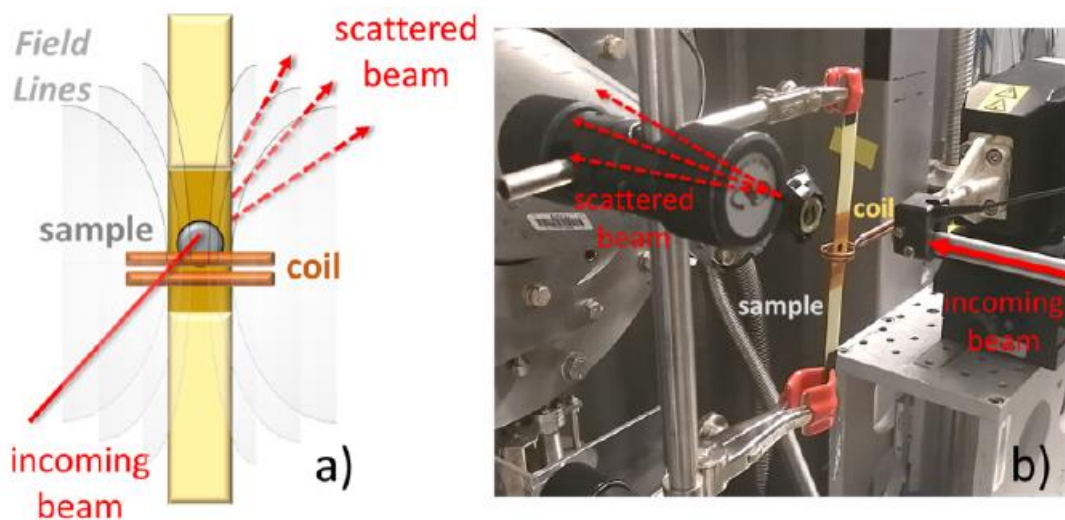 Field
Lines
scattered
beam
sample
coil
incoming
beam
a)
coil
scattered
beam
sample
incoming
beam
b)